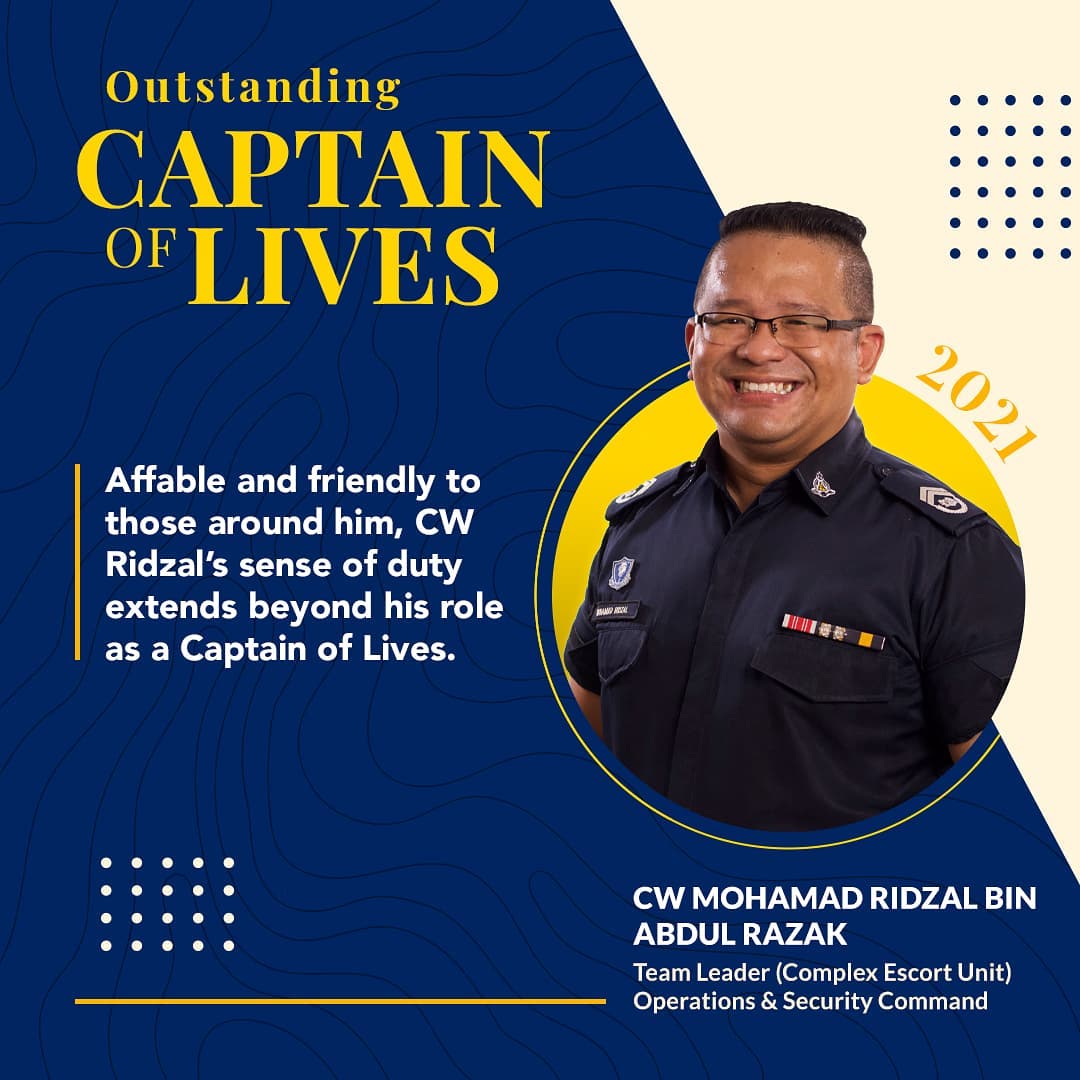 Outstanding
CAPTAIN
OF LIVES
2021
Affable and friendly to
those around him, CW
Ridzal's sense of duty
extends beyond his role
as a Captain of Lives.
MOHAMAD RIDZAL
CW MOHAMAD RIDZAL BIN
ABDUL RAZAK
Team Leader (Complex Escort Unit)
Operations & Security Command